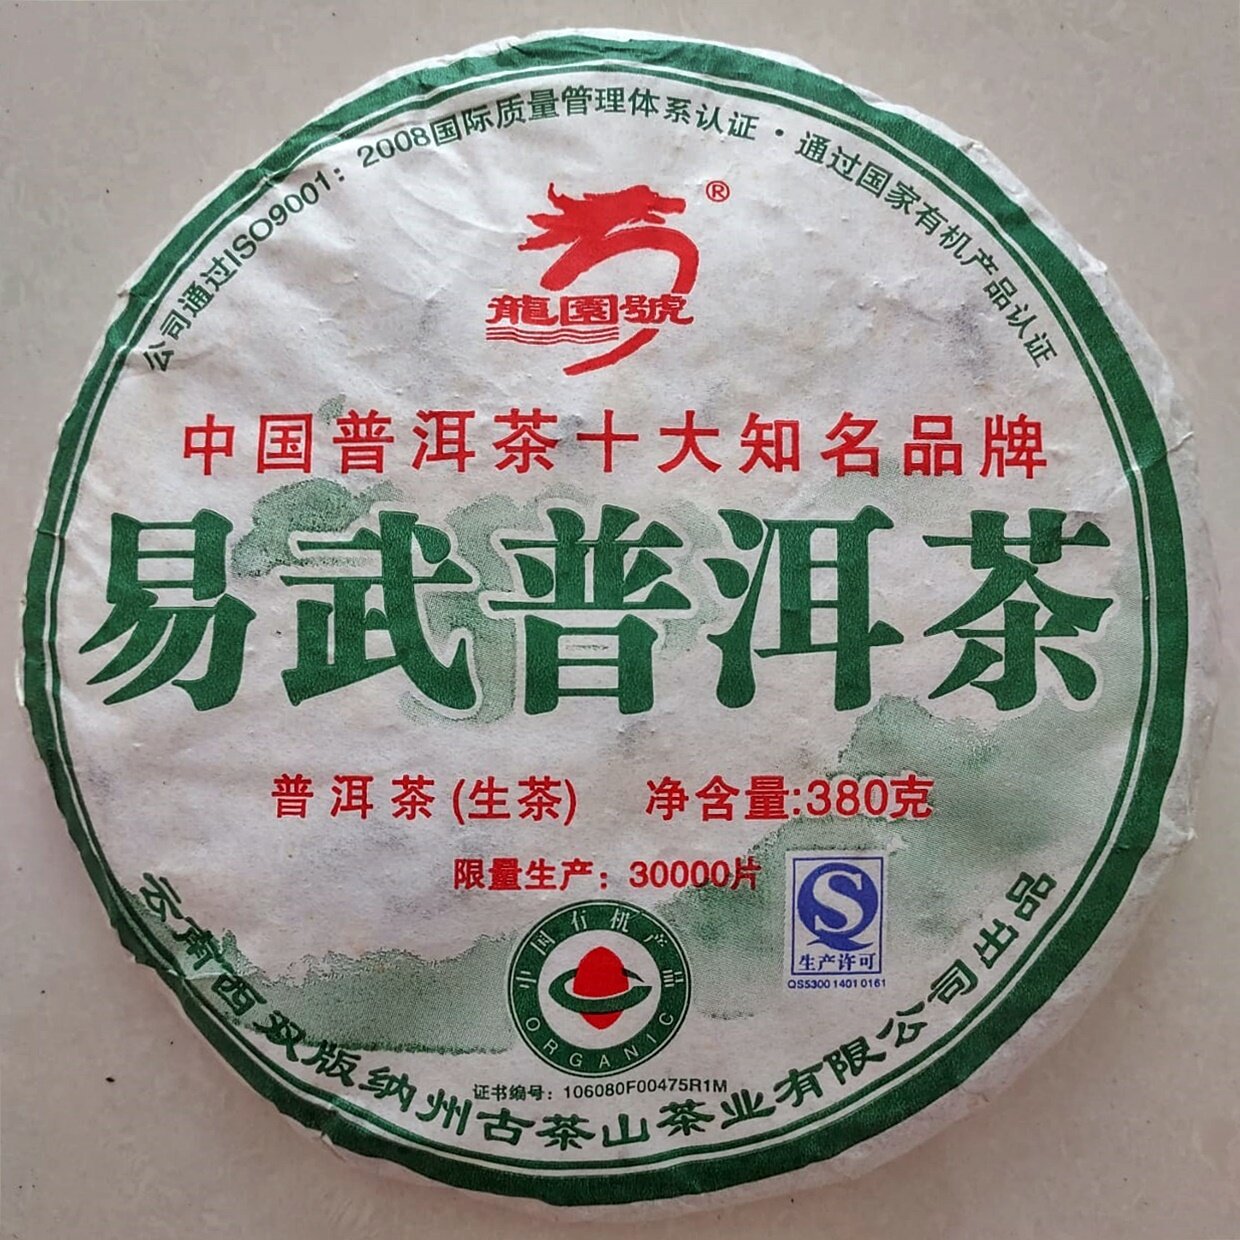 公司通过ISO9001：2008国际质量管理体系认证·通过国家有机产品认证
®
龍園號
中国普洱茶十大知名品牌
易武普洱茶
普洱茶(生茶) 净含量:380克
限量生产：30000片
生产许可
QS5300 1401 0161
中国有机产品
ORGANIC
证书编号：106080F00475R1M
云南西双版纳州古茶山茶业有限公司出品